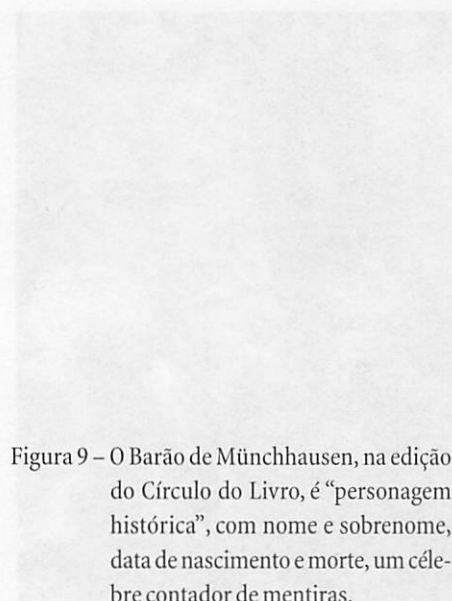 Figura 9 – O Barão de Münchhausen, na edição
do Círculo do Livro, é “personagem
histórica”, com nome e sobrenome,
data de nascimento e morte, um céle-
bre contador de mentiras.